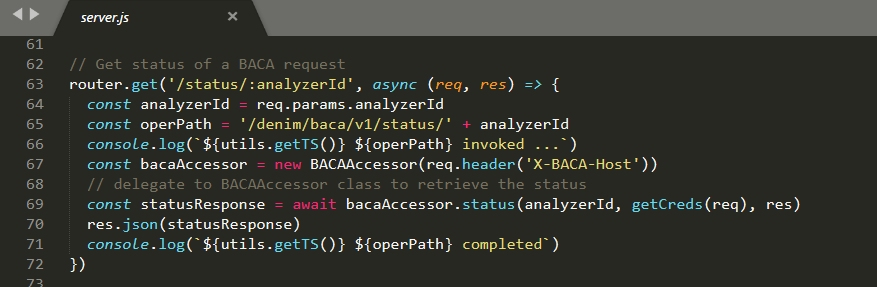 server.js
61
62 // Get status of a BACA request
63 router.get('/status/:analyzerId', async (req, res) => {
64 const analyzerId = req.params.analyzerId
65 const operPath = '/denim/baca/v1/status/' + analyzerId
66 console.log(`${utils.getTS()} ${operPath} invoked ...`)
67 const bacaAccessor = new BACAAccessor(req.header('X-BACA-Host'))
68 // delegate to BACAAccessor class to retrieve the status
69 const statusResponse = await bacaAccessor.status(analyzerId, getCreds(req), res)
70 res.json(statusResponse)
71 console.log(`${utils.getTS()} ${operPath} completed`)
72 })
73